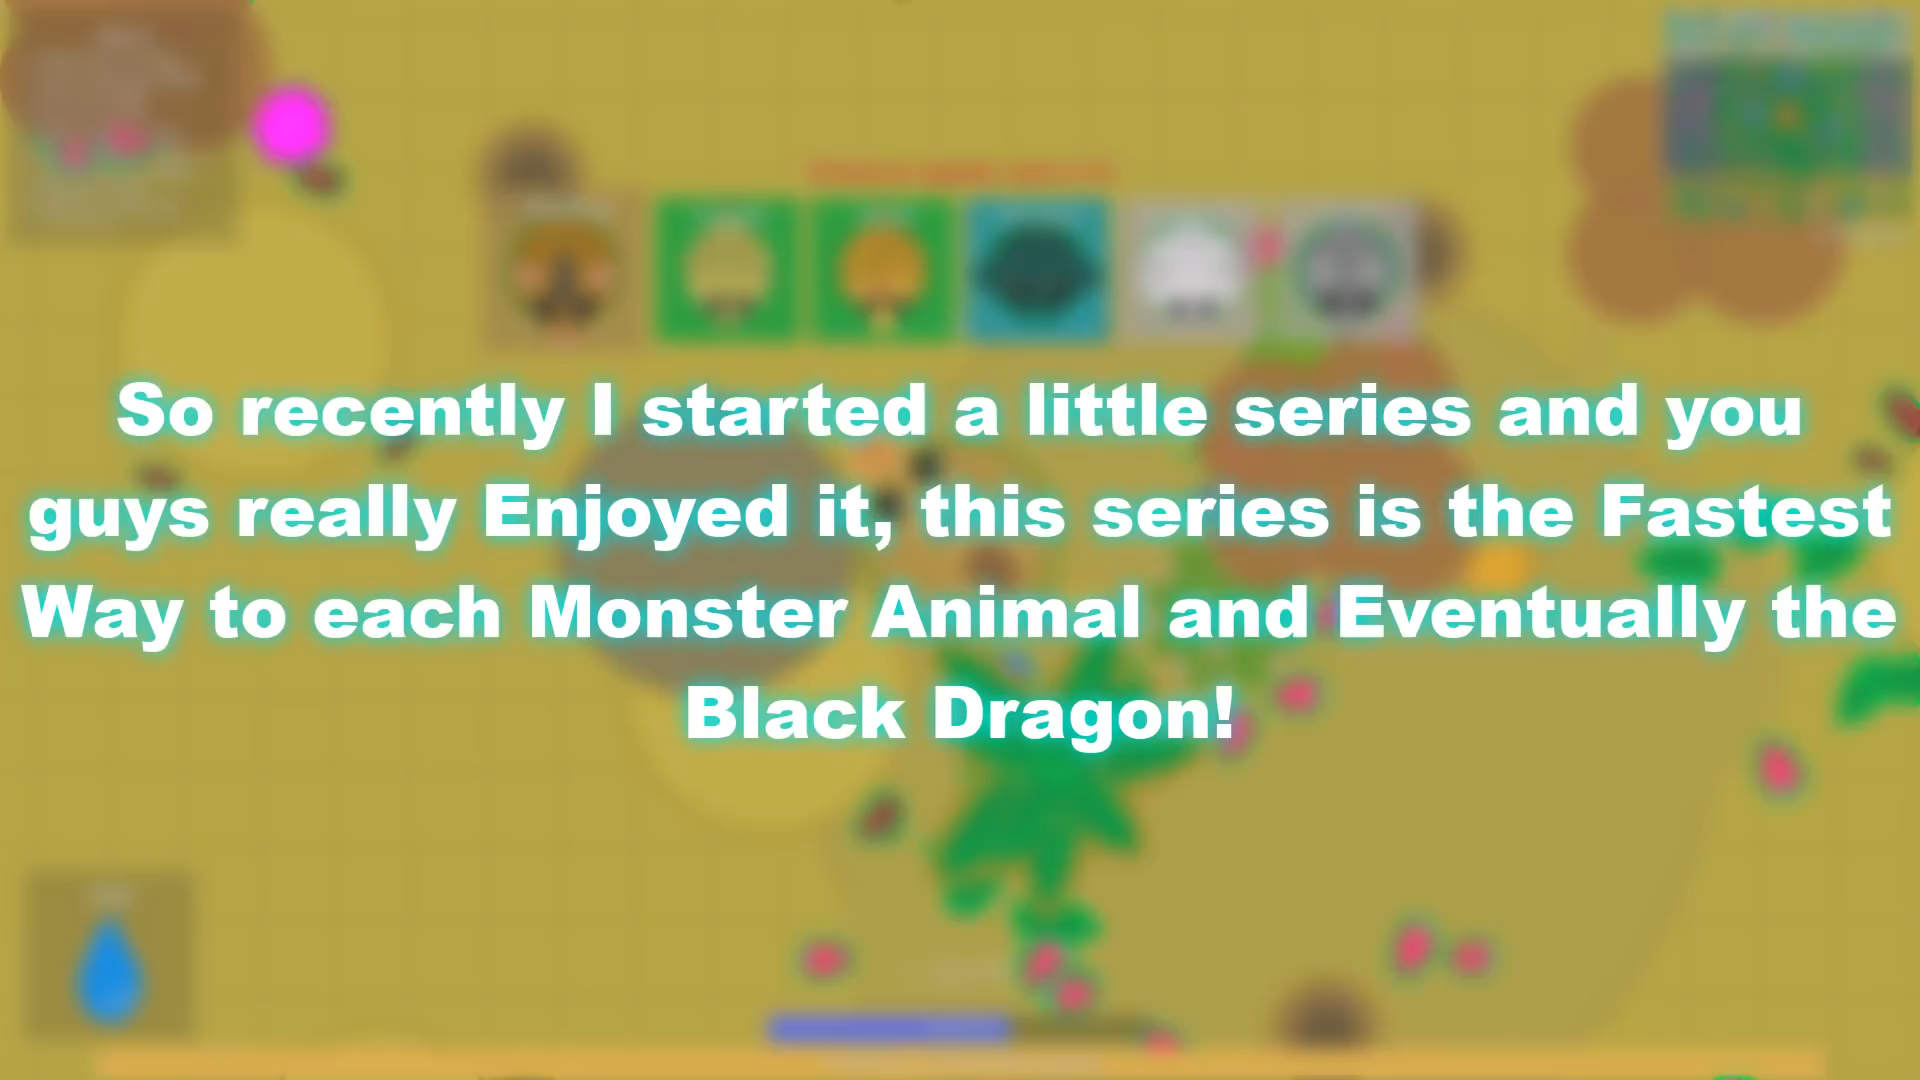 So recently I started a little series and you
guys really Enjoyed it, this series is the Fastest
Way to each Monster Animal and Eventually the
Black Dragon!